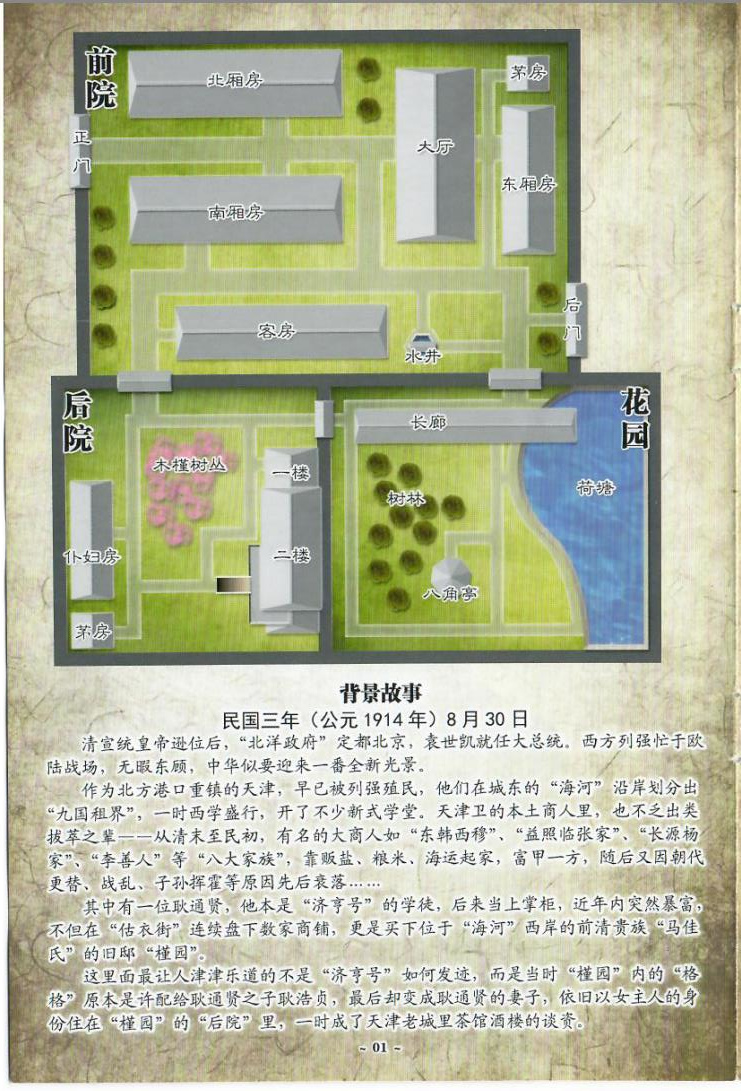 前院
北厢房
茅房
正门
大厅
东厢房
南厢房
后门
客房
水井
后院
花园
长廊
木槿树丛
一楼
树林
荷塘
仆妇房
二楼
八角亭
茅房
背景故事
民国三年（公元1914年）8月30日
清宣统皇帝逊位后，“北洋政府”定都北京，袁世凯就任大总统。西方列强忙于欧
陆战场，无暇东顾，中华似要迎来一番全新光景。
作为北方港口重镇的天津，早已被列强殖民，他们在城东的“海河”沿岸划分出
“九国租界”，一时西学盛行，开了不少新式学堂。天津卫的本土商人里，也不乏出类
拔萃之辈——从清末至民初，有名的大商人如“东韩西穆”、“益照临张家”、“长源杨
家”、“李善人”等“八大家族”，靠贩盐、粮米、海运起家，富甲一方，随后又因朝代
更替、战乱、子孙挥霍等原因先后衰落……
其中有一位耿通贤，他本是“济亨号”的学徒，后来当上掌柜，近年内突然暴富，
不但在“估衣街”连续盘下数家商铺，更是买下位于“海河”西岸的前清贵族“马佳
氏”的旧邸“槿园”。
这里面最让人津津乐道的不是“济亨号”如何发迹，而是当时“槿园”内的“格
格”原本是许配给耿通贤之子耿浩贞，最后却变成耿通贤的妻子，依旧以女主人的身
份住在“槿园”的“后院”里，一时成了天津老城里茶馆酒楼的谈资。
~ 01 ~